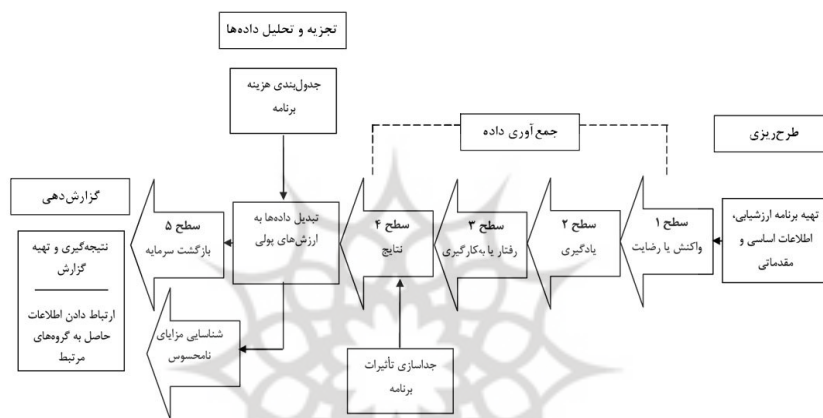 طرح‌ریزی
تهیه برنامه ارزشیابی،
اطلاعات اساسی و
مقدماتی
جمع‌آوری داده
سطح ۱
واکنش یا رضایت
سطح ۲
یادگیری
سطح ۳
رفتار یا به‌کارگیری
سطح ۴
نتایج
جداسازی تأثیرات
برنامه
تجزیه و تحلیل داده‌ها
جدول‌بندی هزینه
برنامه
تبدیل داده‌ها به
ارزش‌های پولی
سطح ۵
بازگشت سرمایه
شناسایی مزایای
نامحسوس
گزارش‌دهی
نتیجه‌گیری و تهیه
گزارش
ارتباط دادن اطلاعات
حاصل به گروه‌های
مرتبط